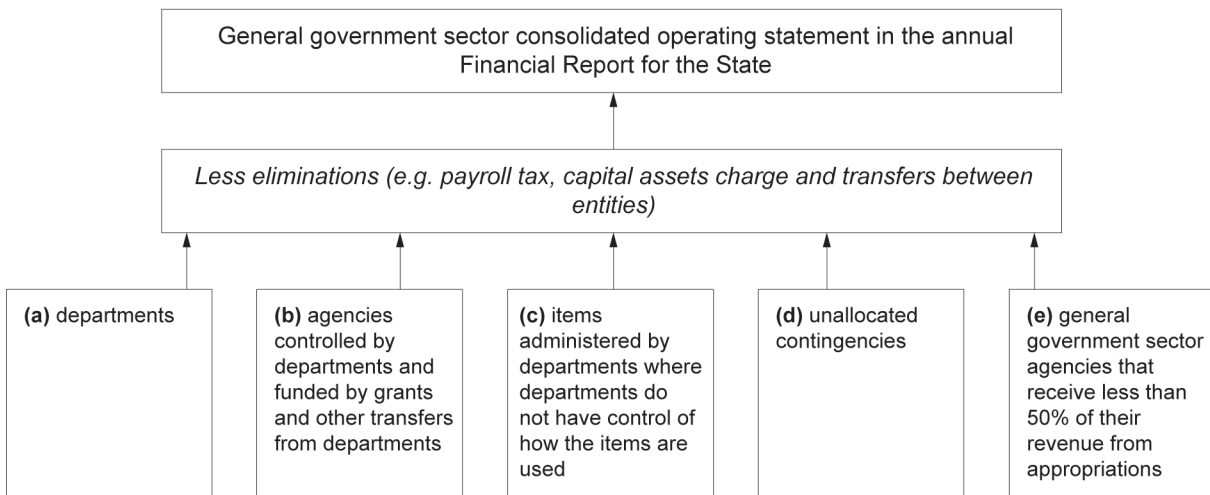 General government sector consolidated operating statement in the annual
Financial Report for the State
Less eliminations (e.g. payroll tax, capital assets charge and transfers between
entities)
(a) departments
(b) agencies
controlled by
departments and
funded by grants
and other transfers
from departments
(c) items
administered by
departments where
departments do
not have control of
how the items are
used
(d) unallocated
contingencies
(e) general
government sector
agencies that
receive less than
50% of their
revenue from
appropriations